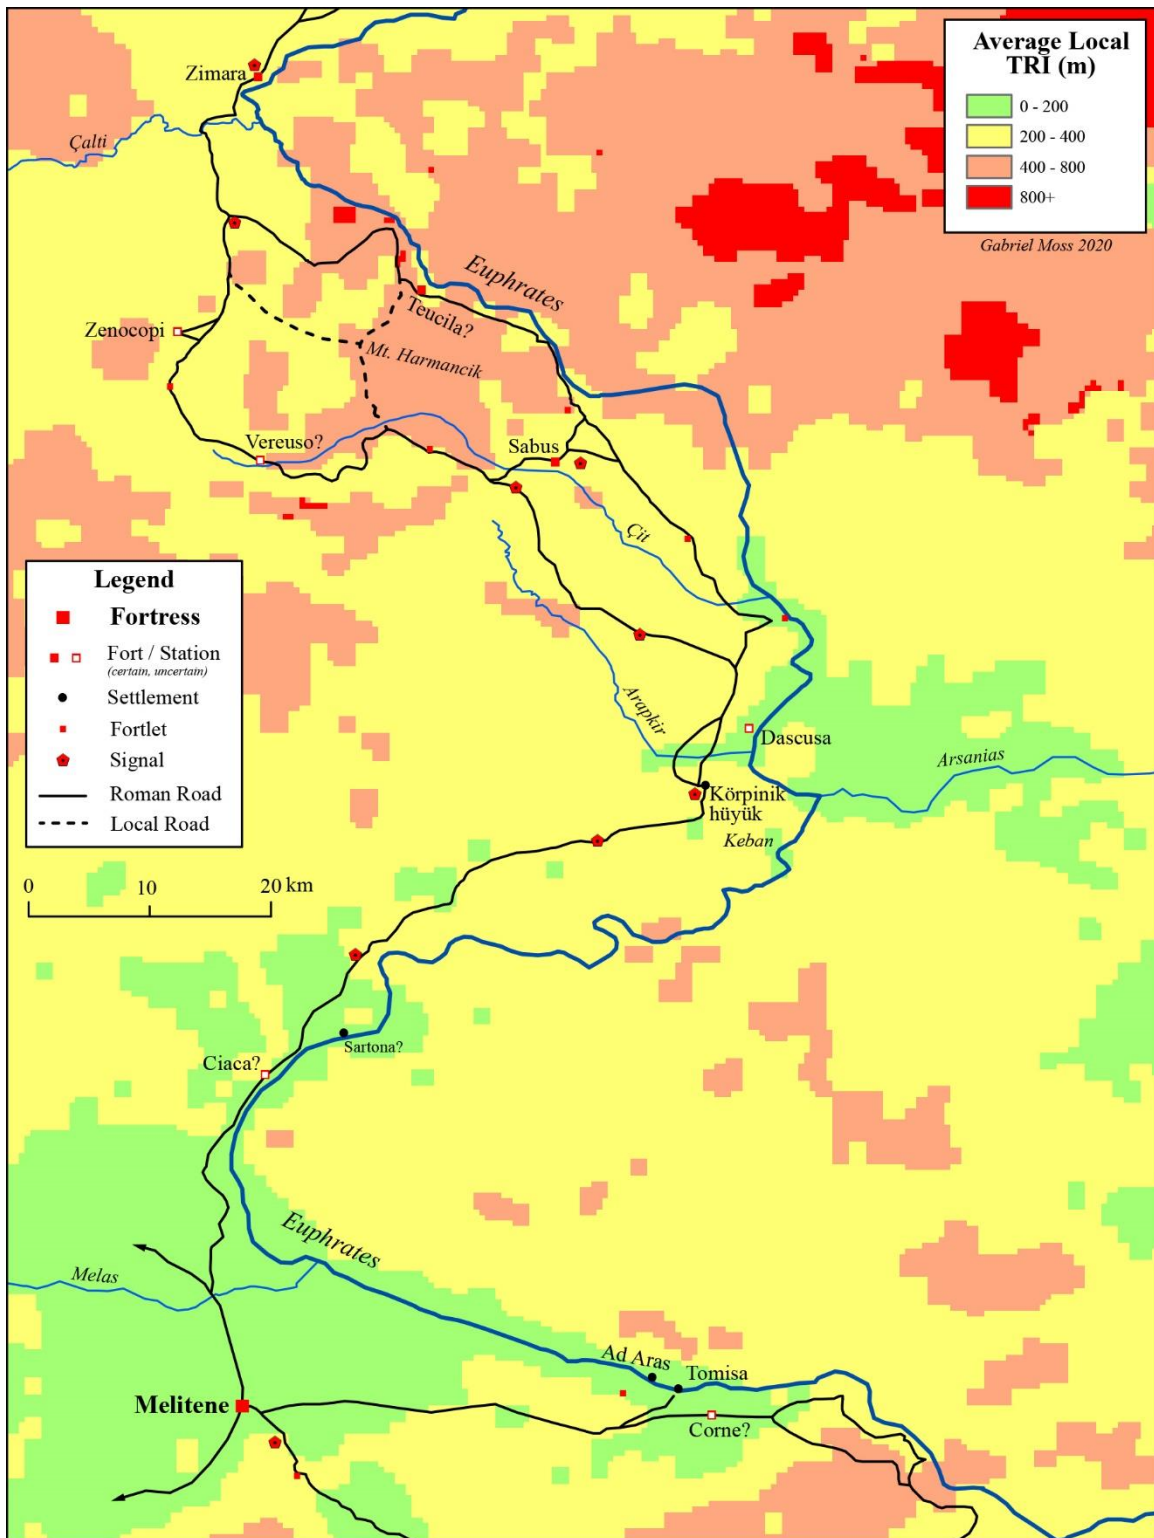 Average Local
TRI (m)
0 - 200
200 - 400
400 - 800
800+
Gabriel Moss 2020
Zimara
Çalti
Euphrates
Teucila?
Zenocopi
Mt. Harmancik
Vereuso?
Sabus
Çit
Legend
Fortress
Fort / Station
(certain, uncertain)
Settlement
Fortlet
Signal
Roman Road
Local Road
0 10 20 km
Arapkir
Dascusa
Arsanias
Körpinik
hüyük
Keban
Sartona?
Ciaca?
Euphrates
Melas
Ad Aras
Tomisa
Melitene
Corne?